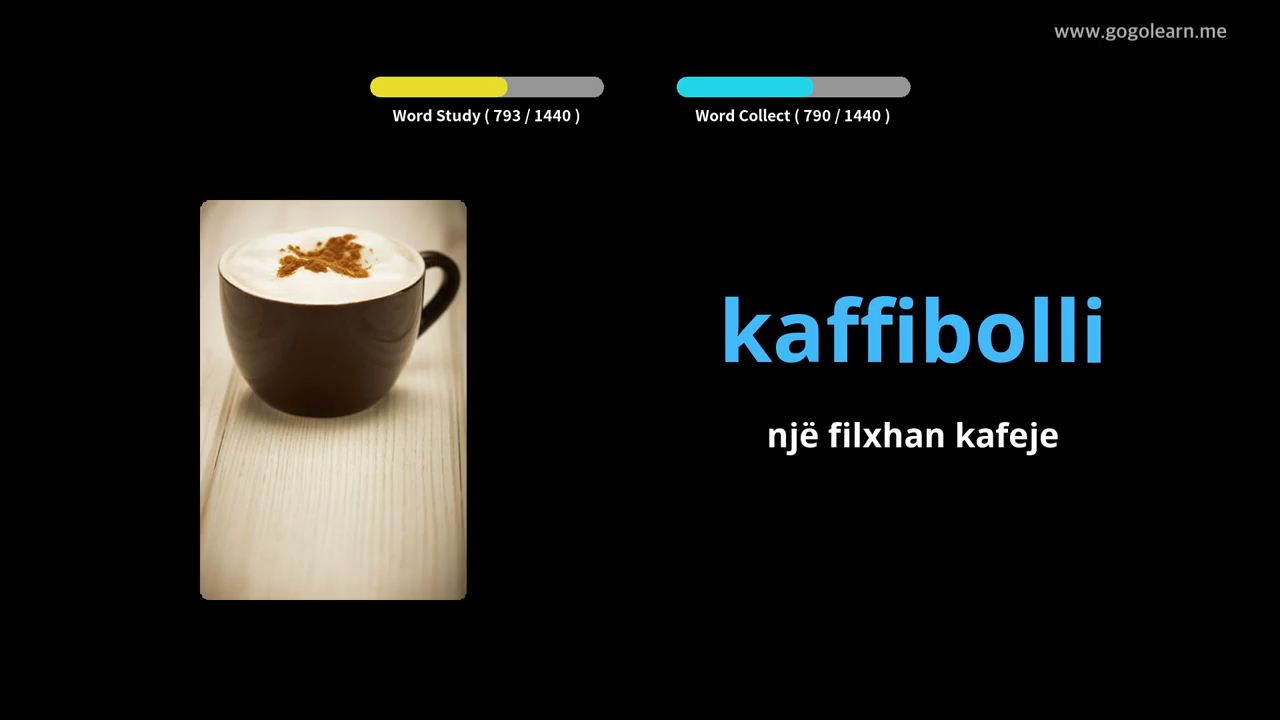 www.gogolearn.me
Word Study ( 793 / 1440 )
Word Collect ( 790 / 1440 )
kaffibolli
një filxhan kafeje